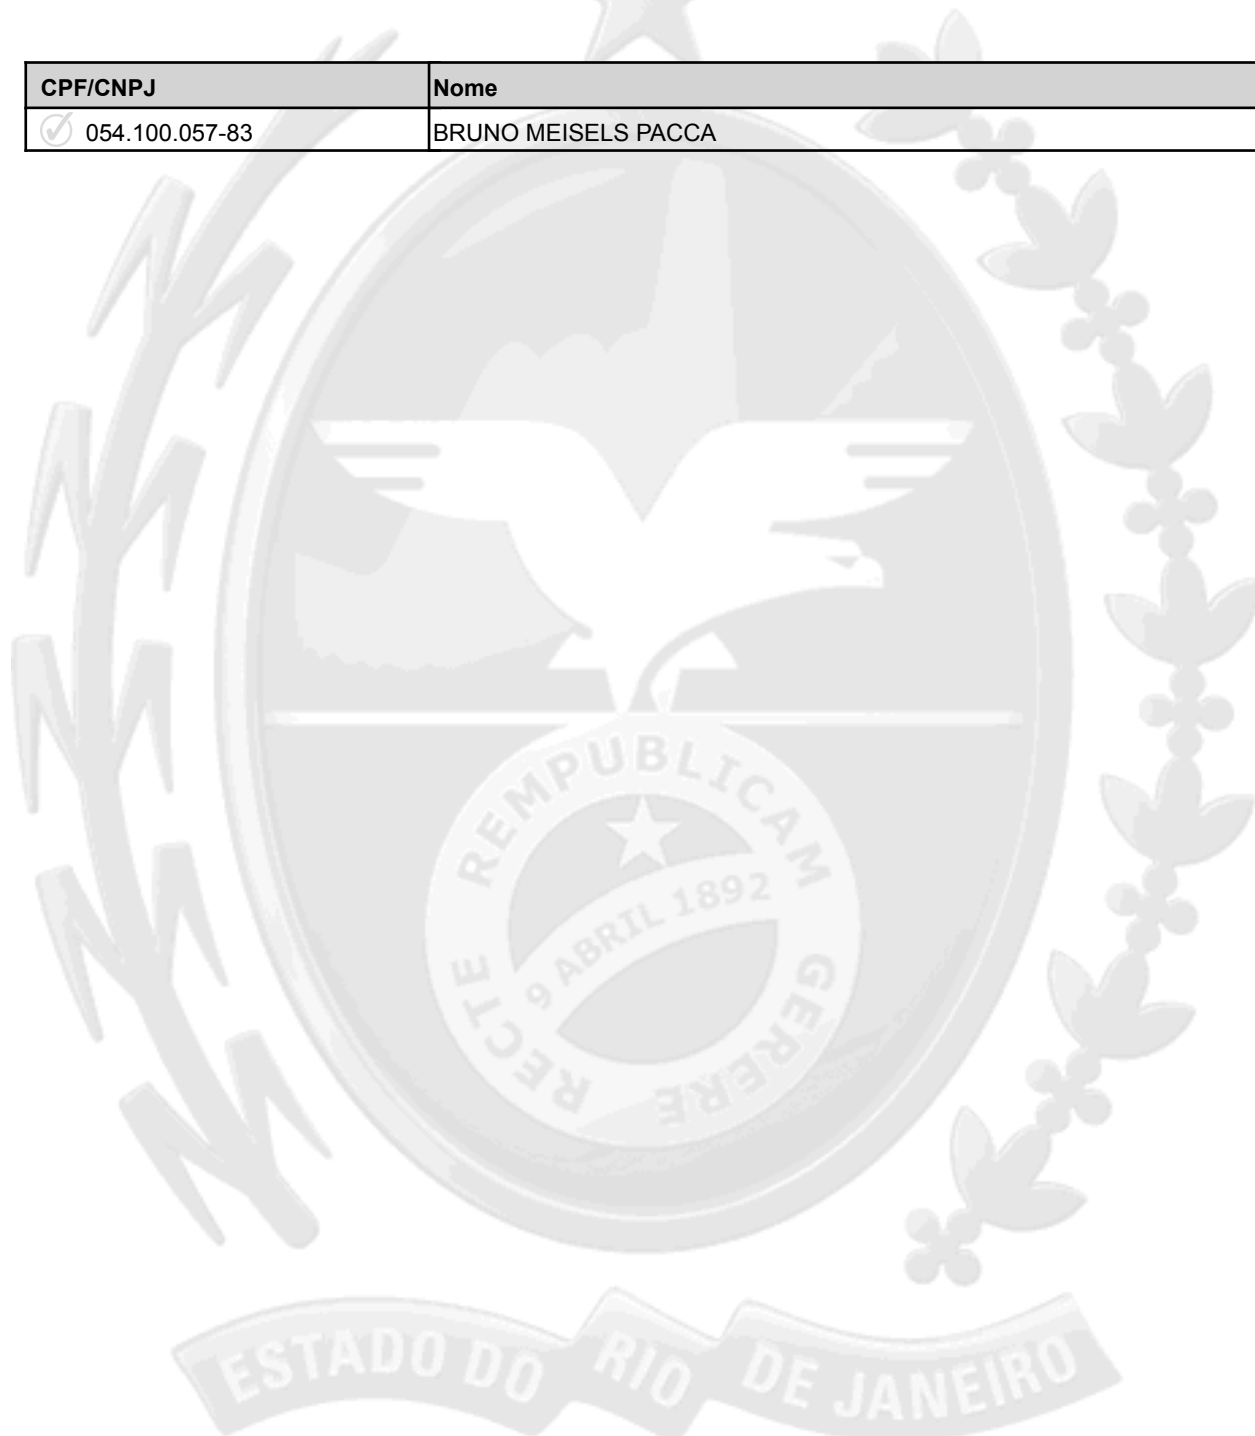 CPF/CNPJ Nome
054.100.057-83 BRUNO MEISELS PACCA
REMPUBLICAM
9 ABRIL 1892
RECTE GERERE
ESTADO DO RIO DE JANEIRO